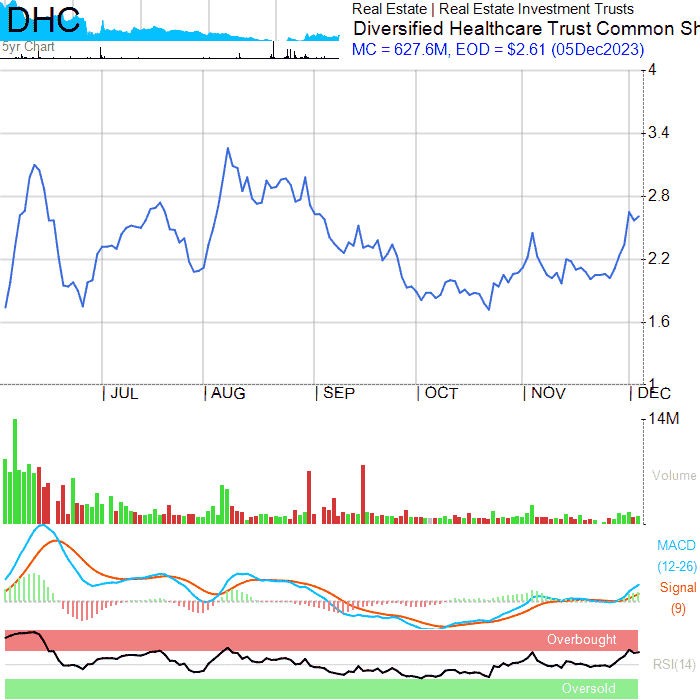 DHC
5yr Chart
Real Estate | Real Estate Investment Trusts
Diversified Healthcare Trust Common Sh
MC = 627.6M, EOD = $2.61 (05Dec2023)
4
3.4
2.8
2.2
1.6
1
| JUL | AUG | SEP | OCT | NOV | DEC
14M
Volume
MACD
(12-26)
Signal
(9)
Overbought
RSI(14)
Oversold